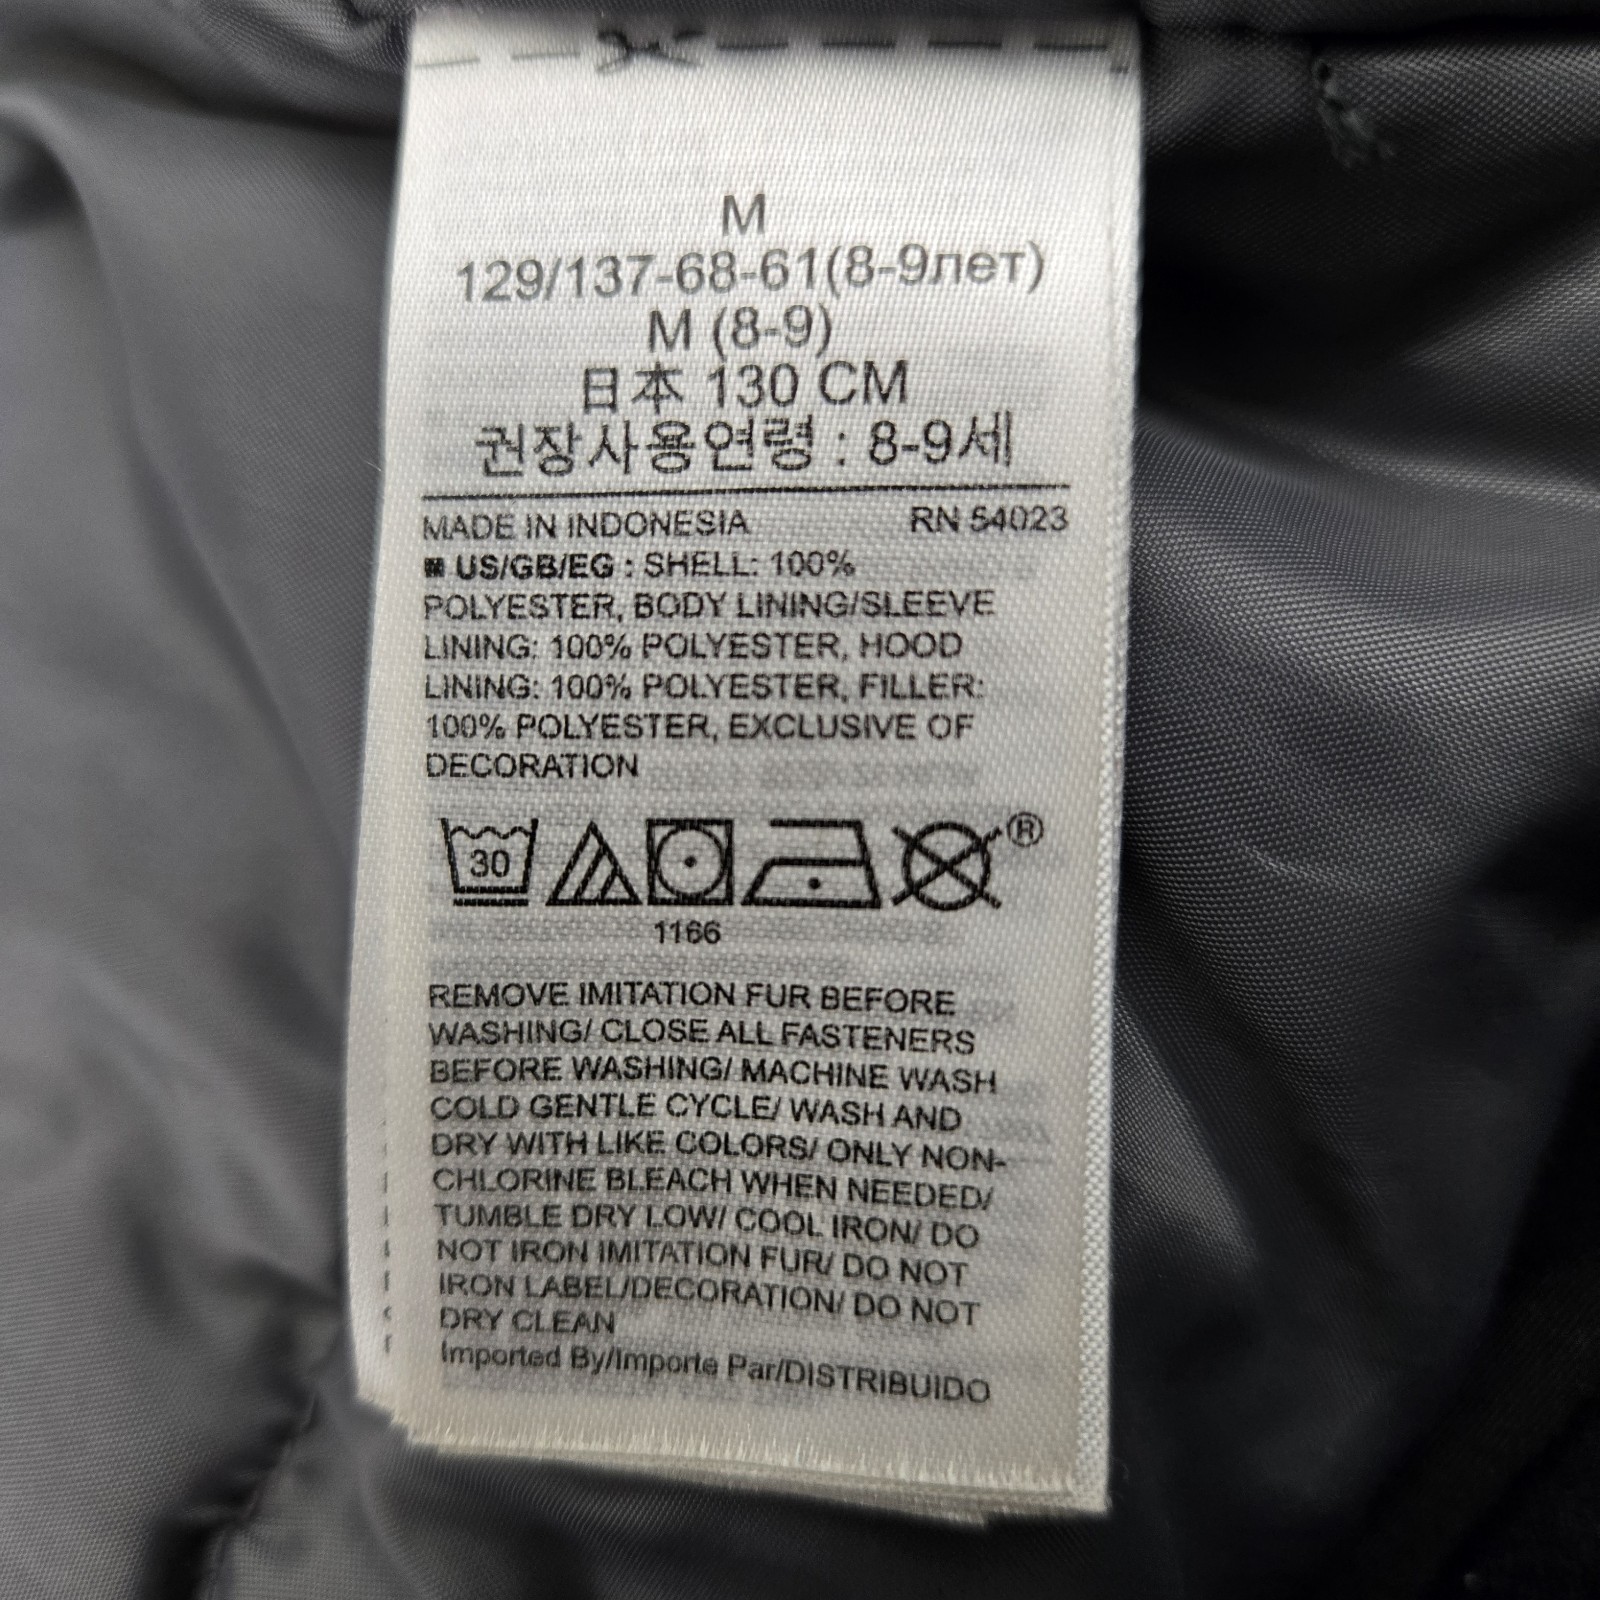 M
129/137-68-61(8-9лет)
M (8-9)
日本 130 CM
권장사용연령 : 8-9세
MADE IN INDONESIA RN 54023
US/GB/EG : SHELL: 100%
POLYESTER, BODY LINING/SLEEVE
LINING: 100% POLYESTER, HOOD
LINING: 100% POLYESTER, FILLER:
100% POLYESTER, EXCLUSIVE OF
DECORATION
30 ®
1166
REMOVE IMITATION FUR BEFORE
WASHING/ CLOSE ALL FASTENERS
BEFORE WASHING/ MACHINE WASH
COLD GENTLE CYCLE/ WASH AND
DRY WITH LIKE COLORS/ ONLY NON-
CHLORINE BLEACH WHEN NEEDED/
TUMBLE DRY LOW/ COOL IRON/ DO
NOT IRON IMITATION FUR/ DO NOT
IRON LABEL/DECORATION/ DO NOT
DRY CLEAN
Imported By/Importe Par/DISTRIBUIDO